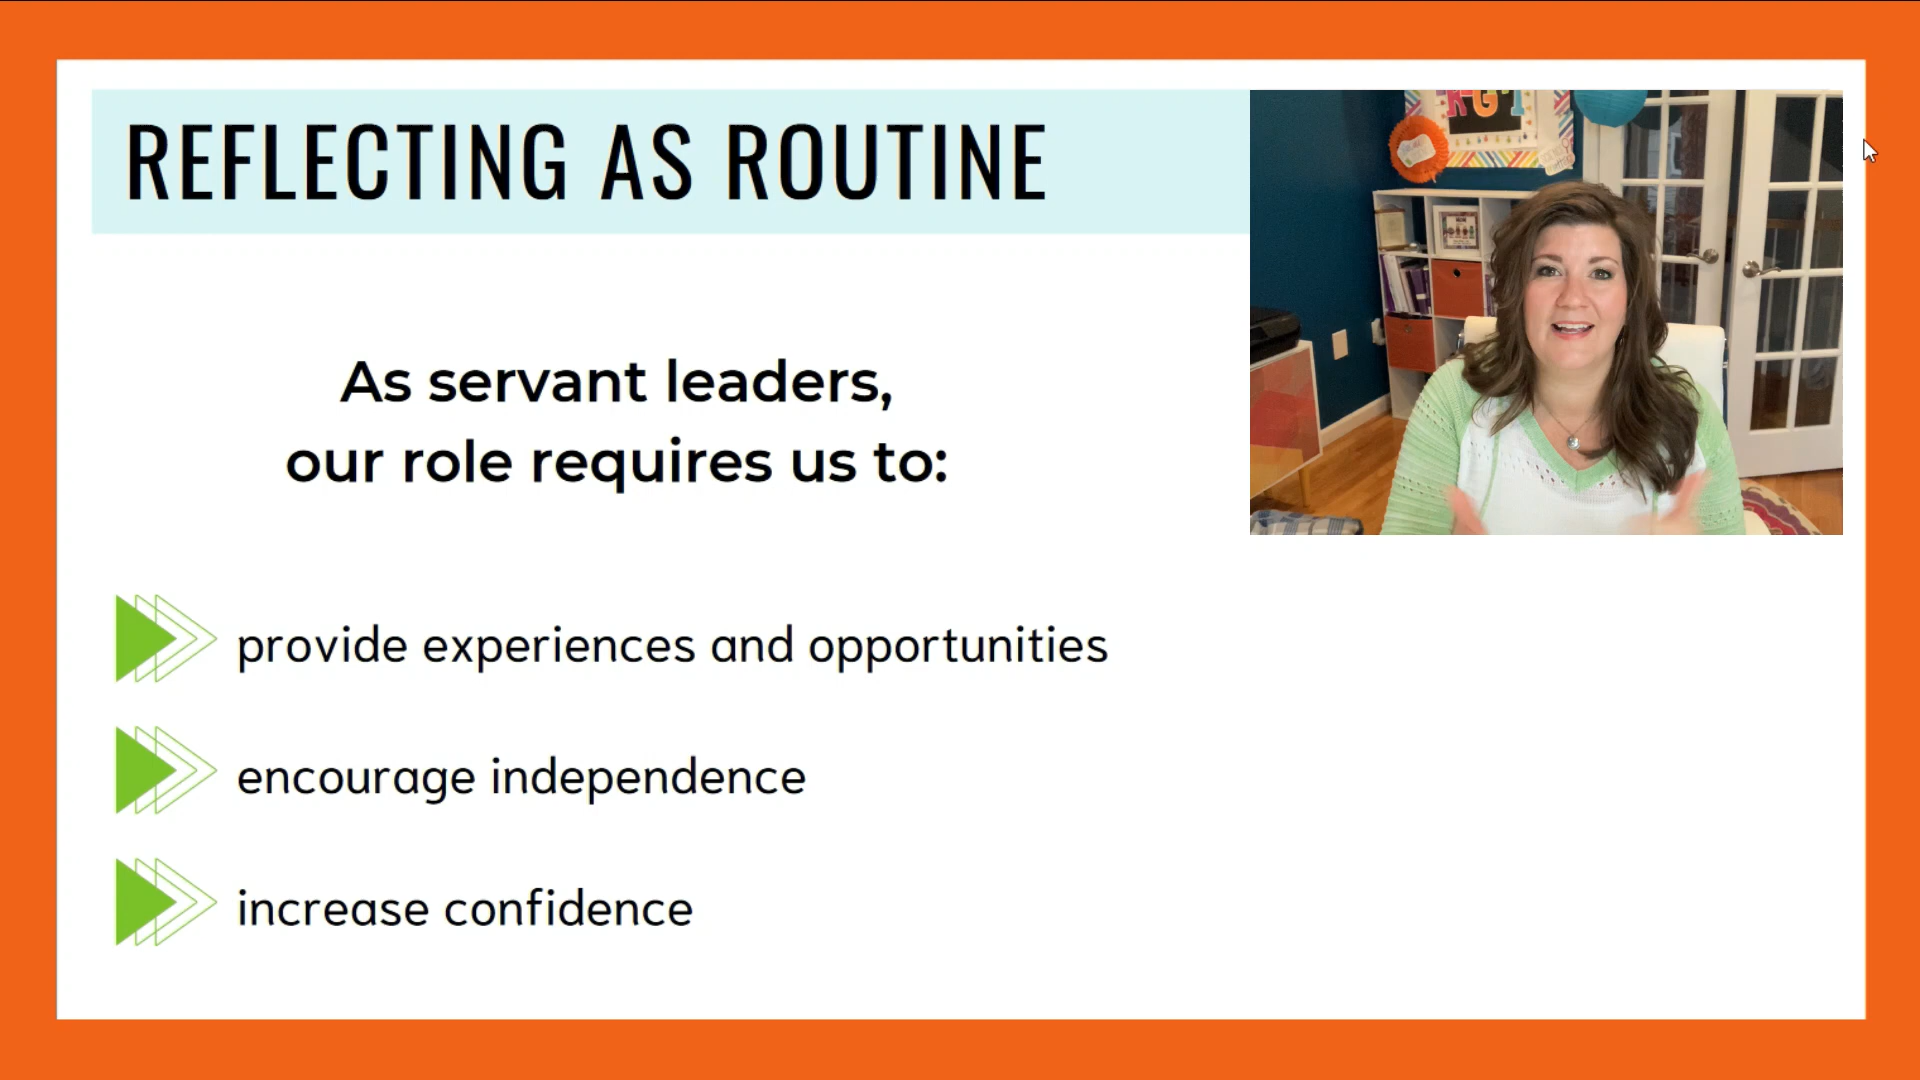 REFLECTING AS ROUTINE
As servant leaders,
our role requires us to:
provide experiences and opportunities
encourage independence
increase confidence